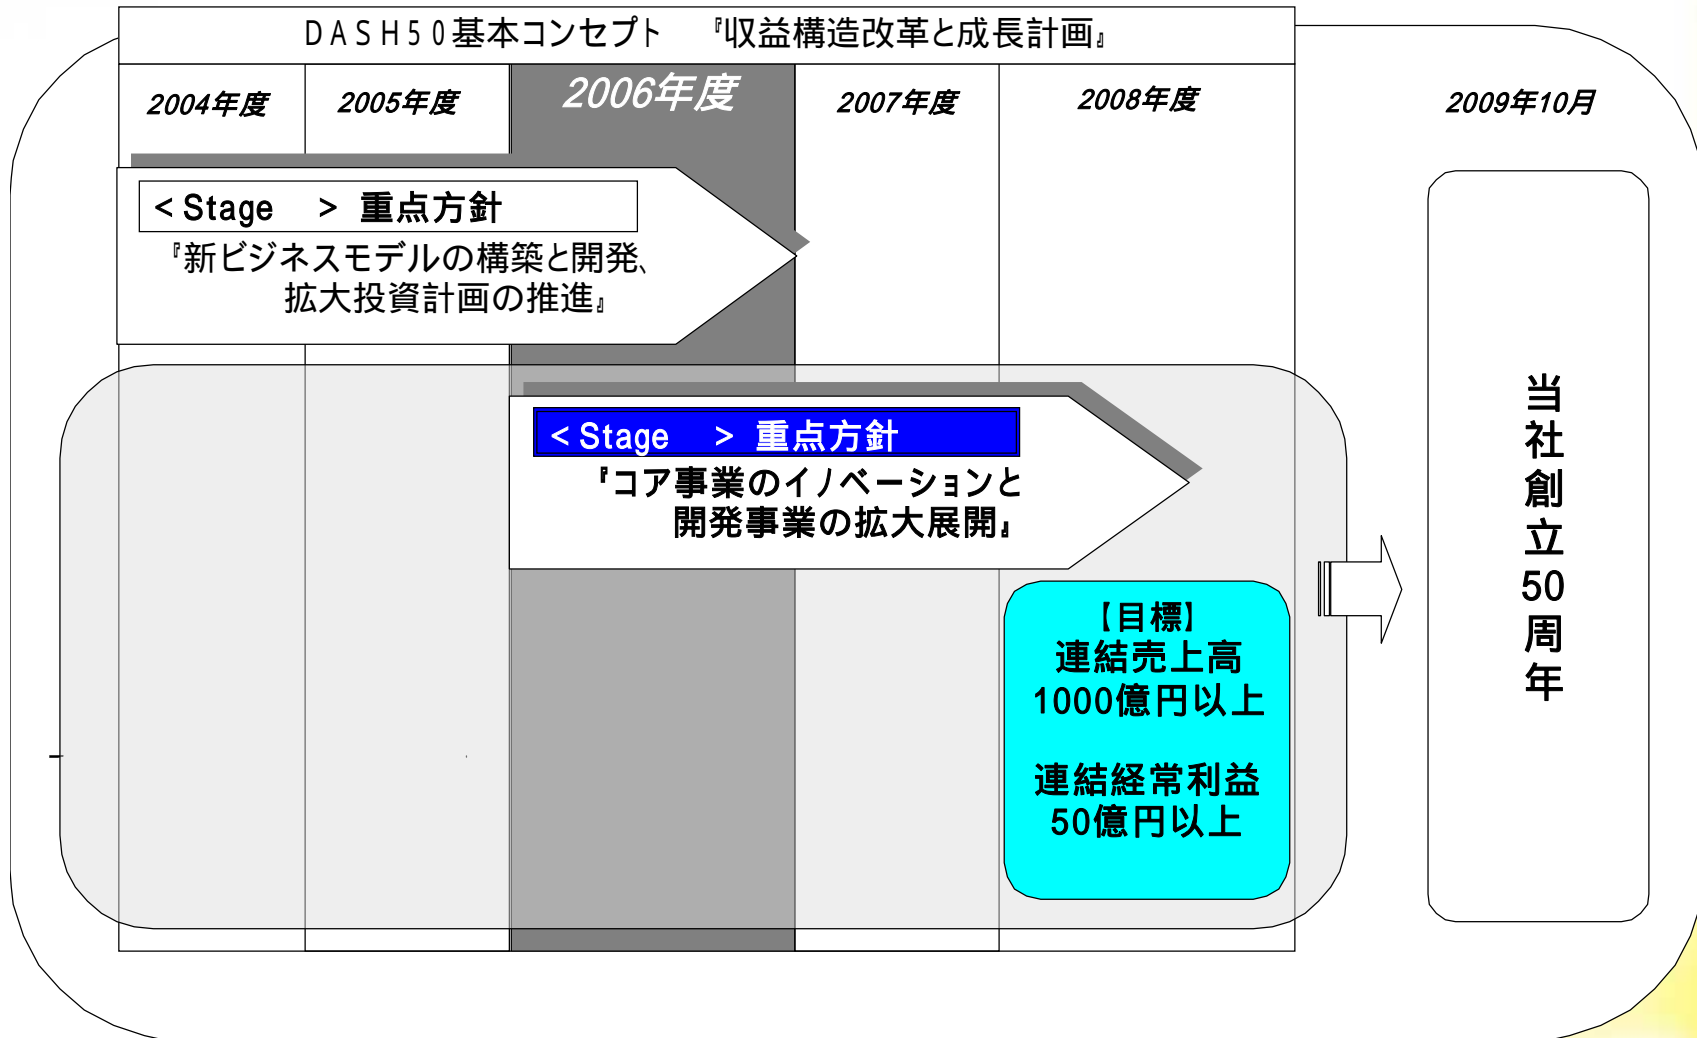 DASH50基本コンセプト 『収益構造改革と成長計画』
2004年度
2005年度
2006年度
2007年度
2008年度
2009年10月
<Stage > 重点方針
『新ビジネスモデルの構築と開発、
拡大投資計画の推進』
<Stage > 重点方針
『コア事業のイノベーションと
開発事業の拡大展開』
【目標】
連結売上高
1000億円以上
連結経常利益
50億円以上
当社創立50周年